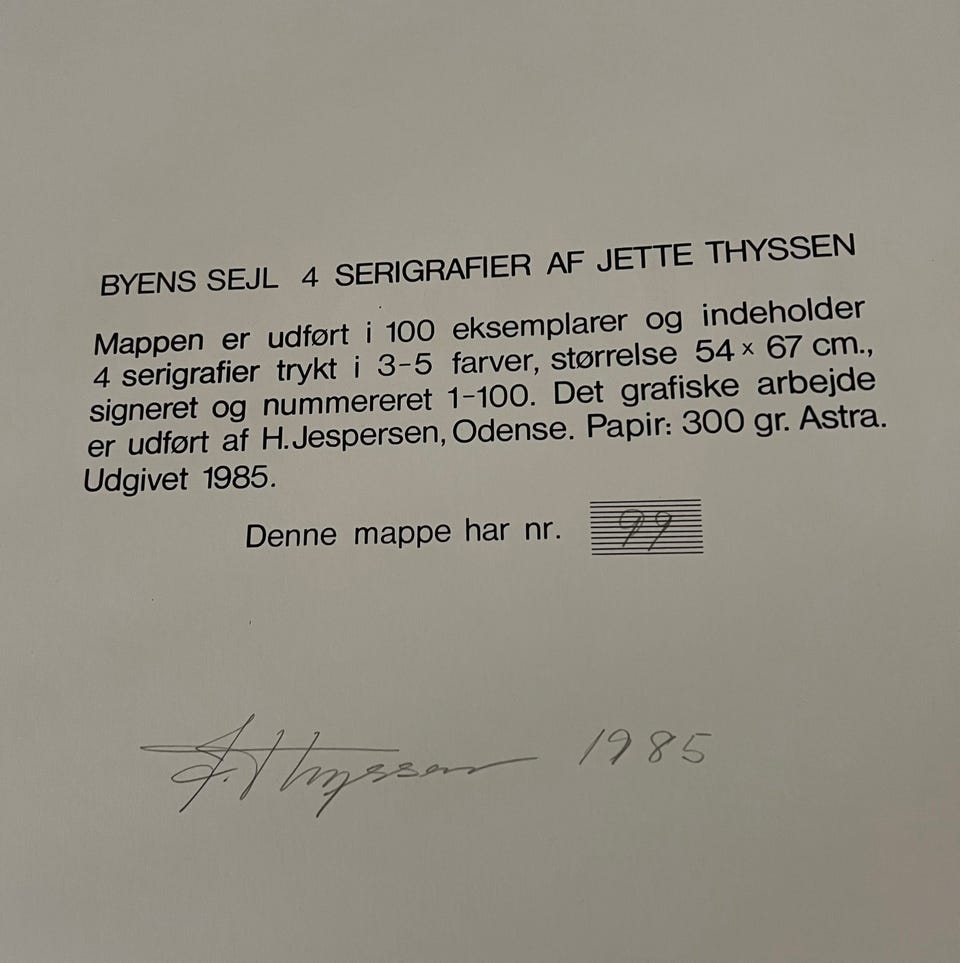 BYENS SEJL 4 SERIGRAFIER AF JETTE THYSSEN
Mappen er udført i 100 eksemplarer og indeholder
4 serigrafier trykt i 3-5 farver, størrelse 54 x 67 cm.,
signeret og nummereret 1-100. Det grafiske arbejde
er udført af H.Jespersen, Odense. Papir: 300 gr. Astra.
Udgivet 1985.
Denne mappe har nr. 99
J. Thyssen 1985